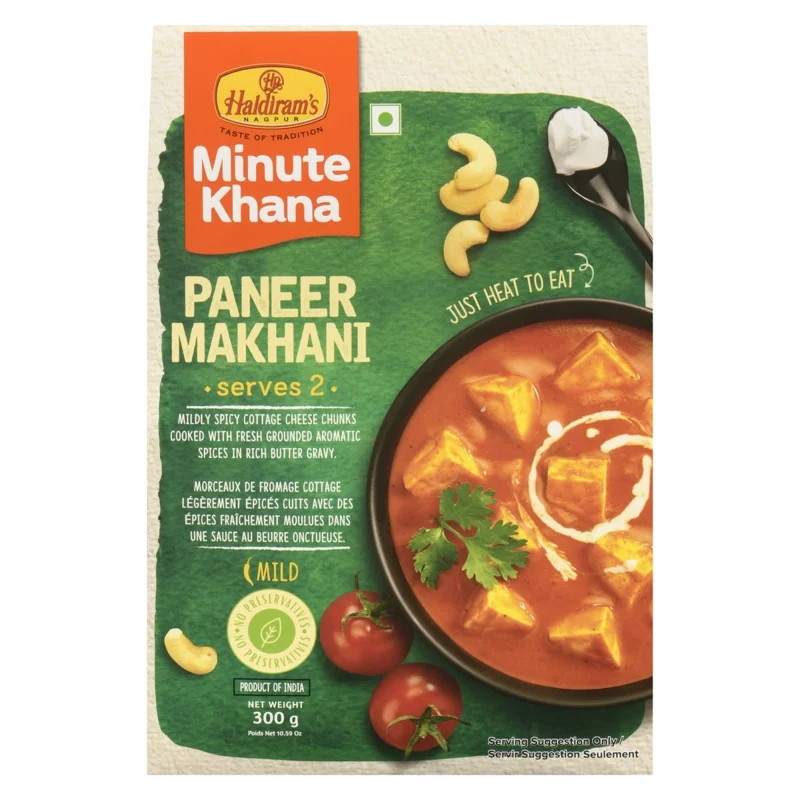 Haldiram's
NAGPUR
TASTE OF TRADITION
Minute
Khana
PANEER
MAKHANI
• serves 2 •
MILDLY SPICY COTTAGE CHEESE CHUNKS
COOKED WITH FRESH GROUNDED AROMATIC
SPICES IN RICH BUTTER GRAVY.
MORCEAUX DE FROMAGE COTTAGE
LÉGÈREMENT ÉPICÉS CUITS AVEC DES
ÉPICES FRAÎCHEMENT MOULUES DANS
UNE SAUCE AU BEURRE ONCTUEUSE.
MILD
NO PRESERVATIVES
NO PRESERVATIVES
PRODUCT OF INDIA
NET WEIGHT
300 g
Poids Net 10.59 Oz
JUST HEAT TO EAT
Serving Suggestion Only /
Servir Suggestion Seulement